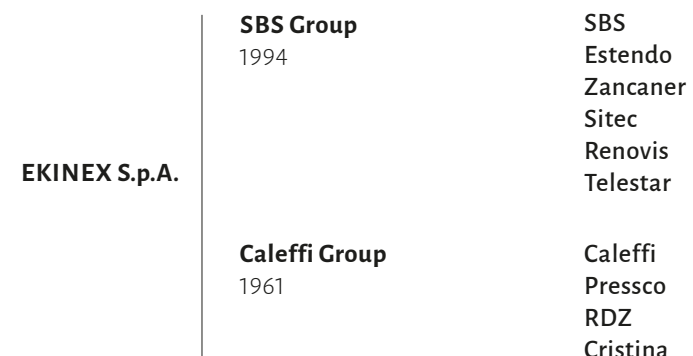 EKINEX S.p.A.
SBS Group
1994
SBS
Estendo
Zancaner
Sitec
Renovis
Telestar
Caleffi Group
1961
Caleffi
Pressco
RDZ
Cristina